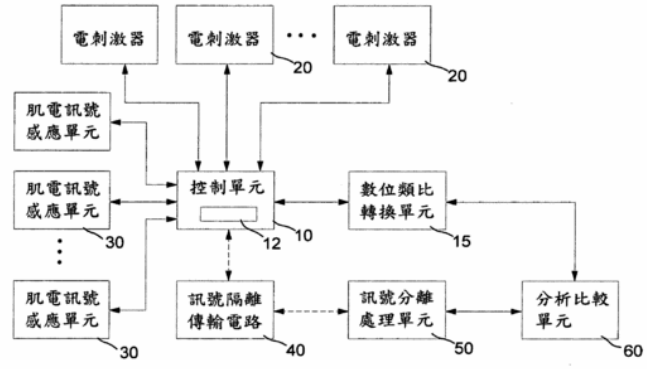 電刺激器
電刺激器
電刺激器
20
20
肌電訊號
感應單元
肌電訊號
感應單元
30
控制單元
12
10
數位類比
轉換單元
15
肌電訊號
感應單元
30
訊號隔離
傳輸電路
40
訊號分離
處理單元
50
分析比較
單元
60